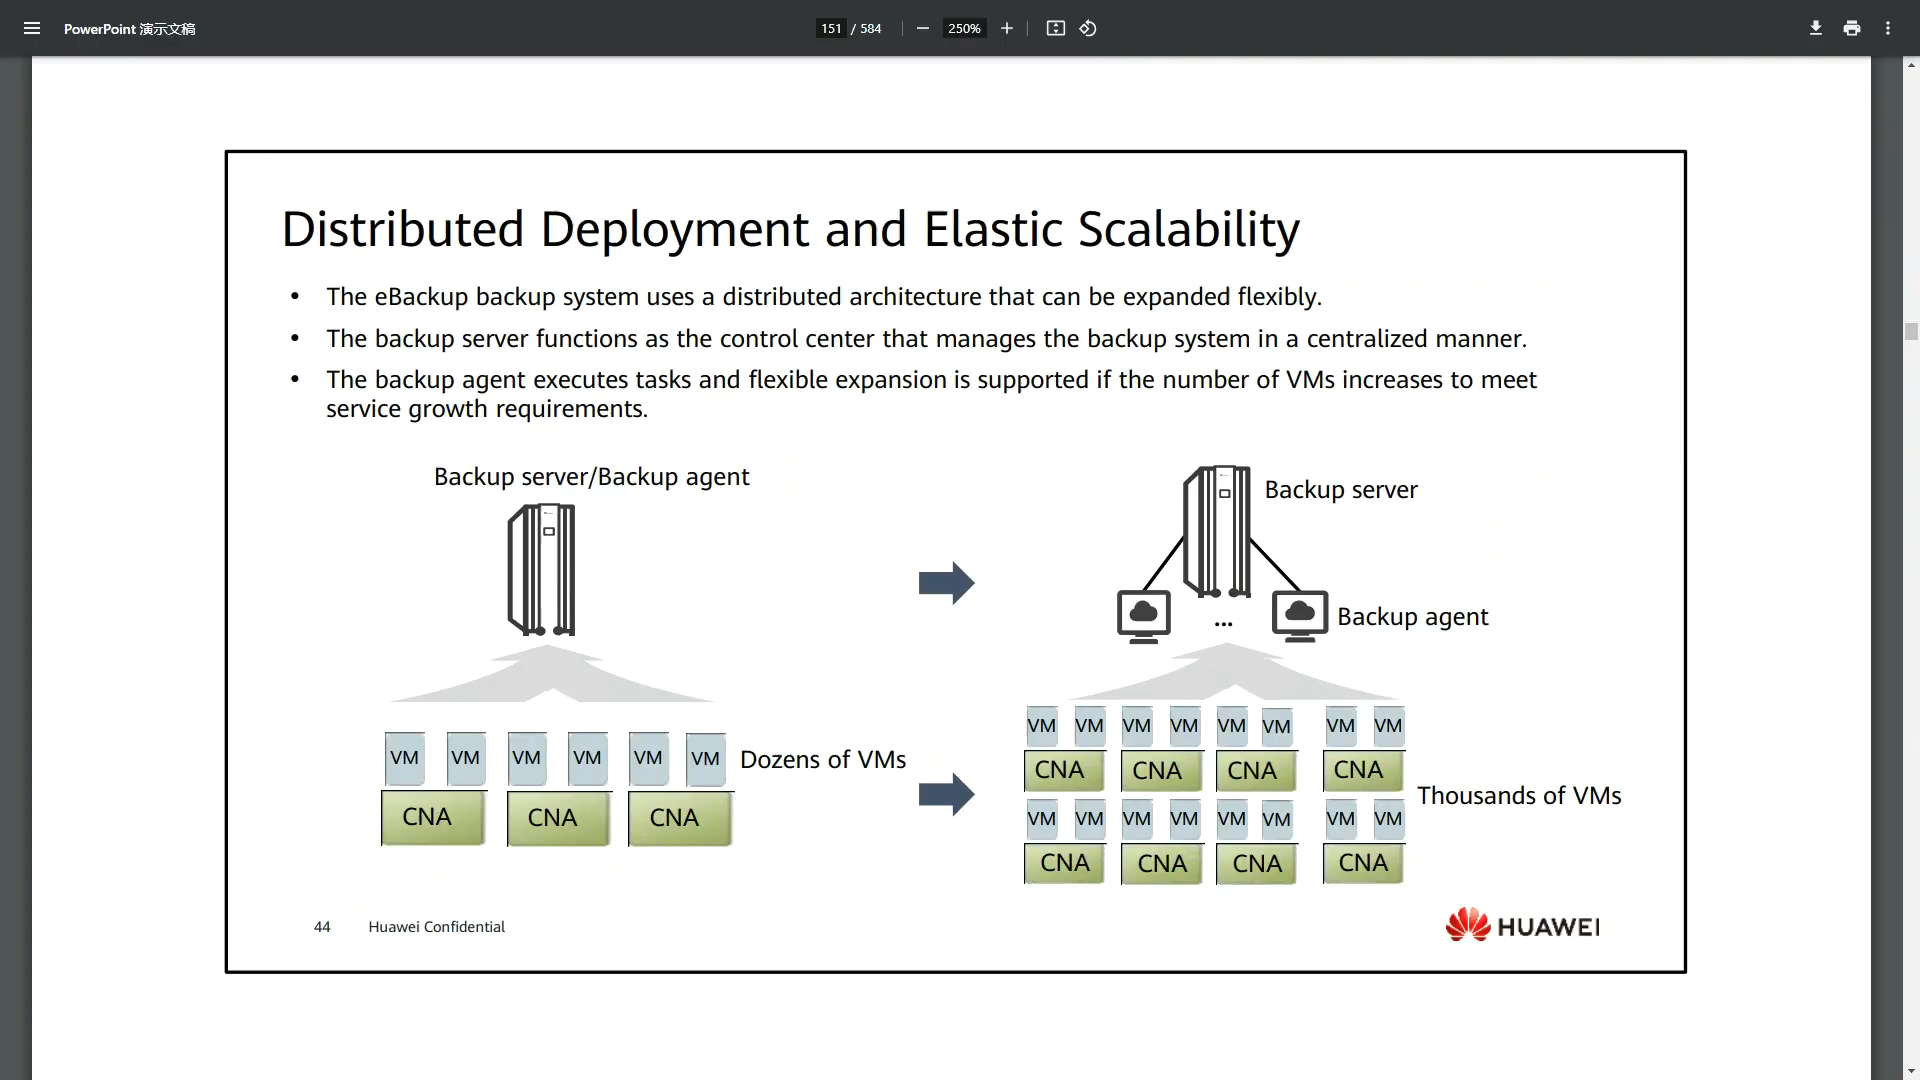 PowerPoint 演示文稿
151 / 584
250%
Distributed Deployment and Elastic Scalability
• The eBackup backup system uses a distributed architecture that can be expanded flexibly.
• The backup server functions as the control center that manages the backup system in a centralized manner.
• The backup agent executes tasks and flexible expansion is supported if the number of VMs increases to meet
service growth requirements.
Backup server/Backup agent
VM VM VM VM VM VM
Dozens of VMs
CNA CNA CNA
Backup server
...
Backup agent
VM VM VM VM VM VM VM VM
CNA CNA CNA CNA
Thousands of VMs
VM VM VM VM VM VM VM VM
CNA CNA CNA CNA
44 Huawei Confidential
HUAWEI